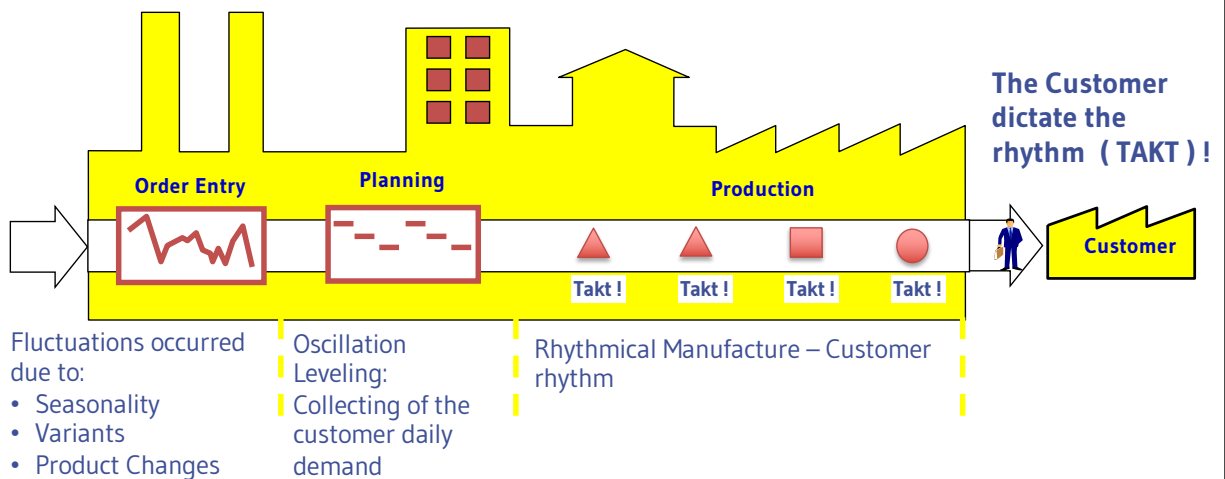 The Customer
dictate the
rhythm ( TAKT ) !
Order Entry
Planning
Production
Customer
Takt !
Takt !
Takt !
Takt !
Fluctuations occurred
due to:
• Seasonality
• Variants
• Product Changes
Oscillation
Leveling:
Collecting of the
customer daily
demand
Rhythmical Manufacture – Customer
rhythm